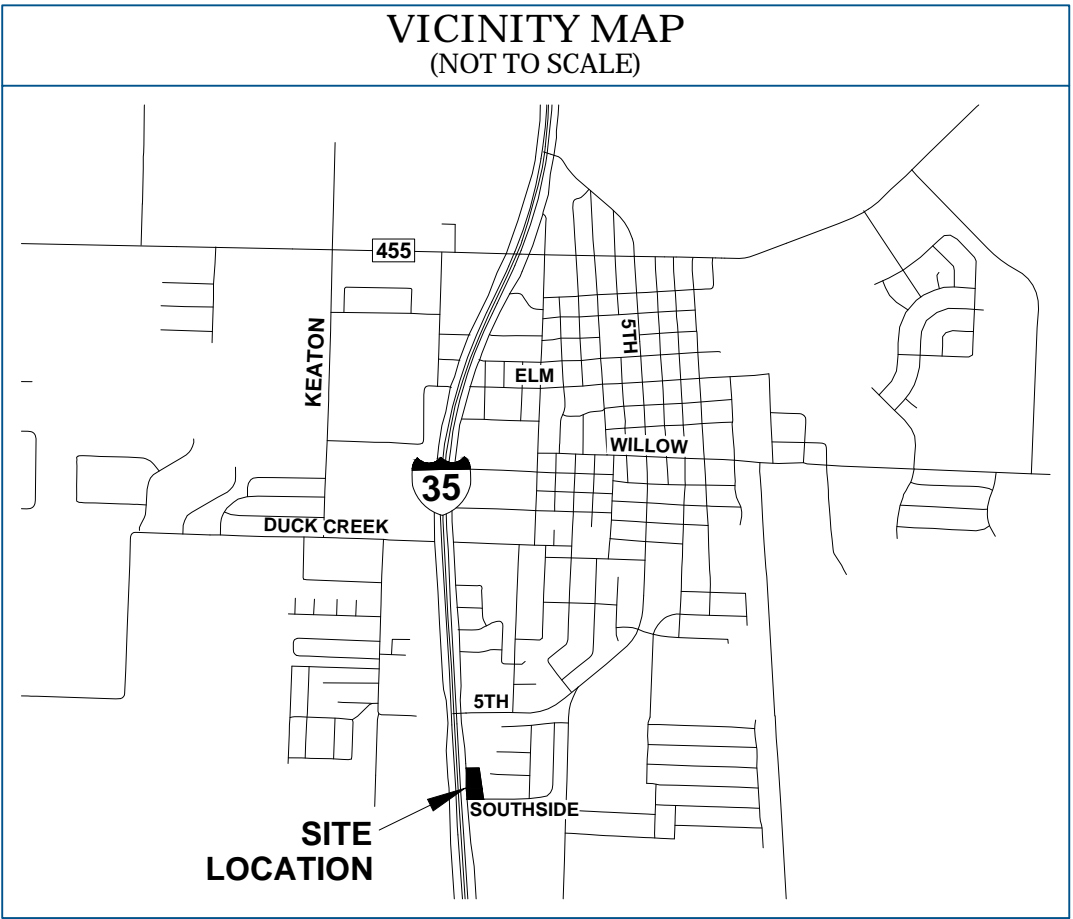 VICINITY MAP
(NOT TO SCALE)
455
KEATON
5TH
ELM
WILLOW
35
DUCK CREEK
5TH
SOUTHSIDE
SITE
LOCATION